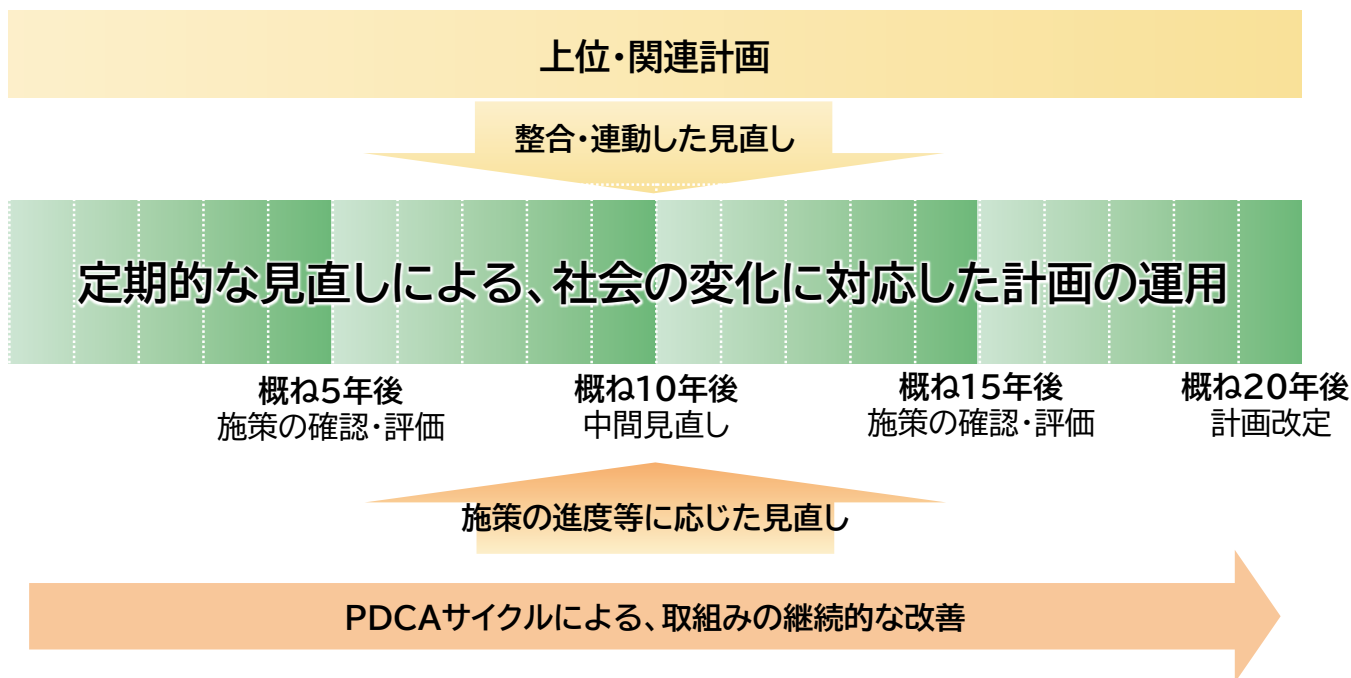 上位・関連計画
整合・連動した見直し
定期的な見直しによる、社会の変化に対応した計画の運用
概ね5年後
施策の確認・評価
概ね10年後
中間見直し
概ね15年後
施策の確認・評価
概ね20年後
計画改定
施策の進度等に応じた見直し
PDCAサイクルによる、取組みの継続的な改善